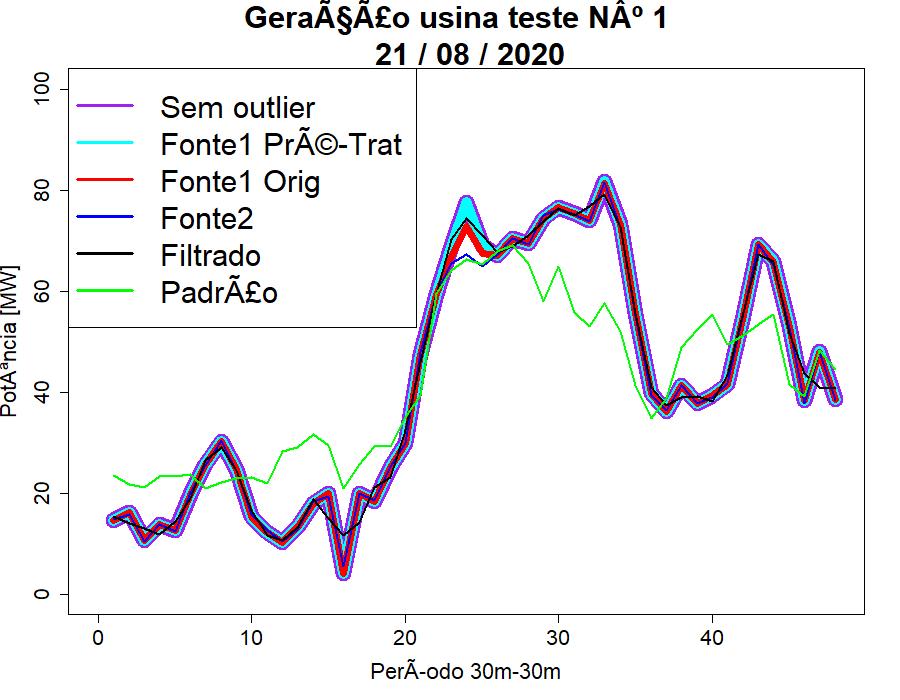 GeraÃ§Ã£o usina teste NÂº 1
21 / 08 / 2020
Sem outlier
Fonte1 PrÃ©-Trat
Fonte1 Orig
Fonte2
Filtrado
PadrÃ£o
PotÃªncia [MW]
100
80
60
40
20
0
0 10 20 30 40
PerÃ­-odo 30m-30m